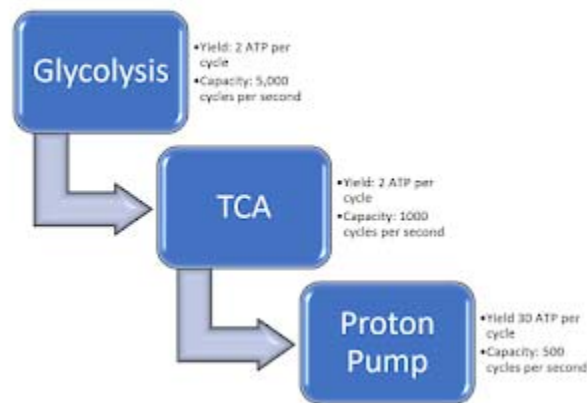 Glycolysis
•Yield: 2 ATP per
cycle
•Capacity: 5,000
cycles per second
TCA
•Yield: 2 ATP per
cycle
•Capacity: 1000
cycles per second
Proton
Pump
•Yield 30 ATP per
cycle
•Capacity: 500
cycles per second